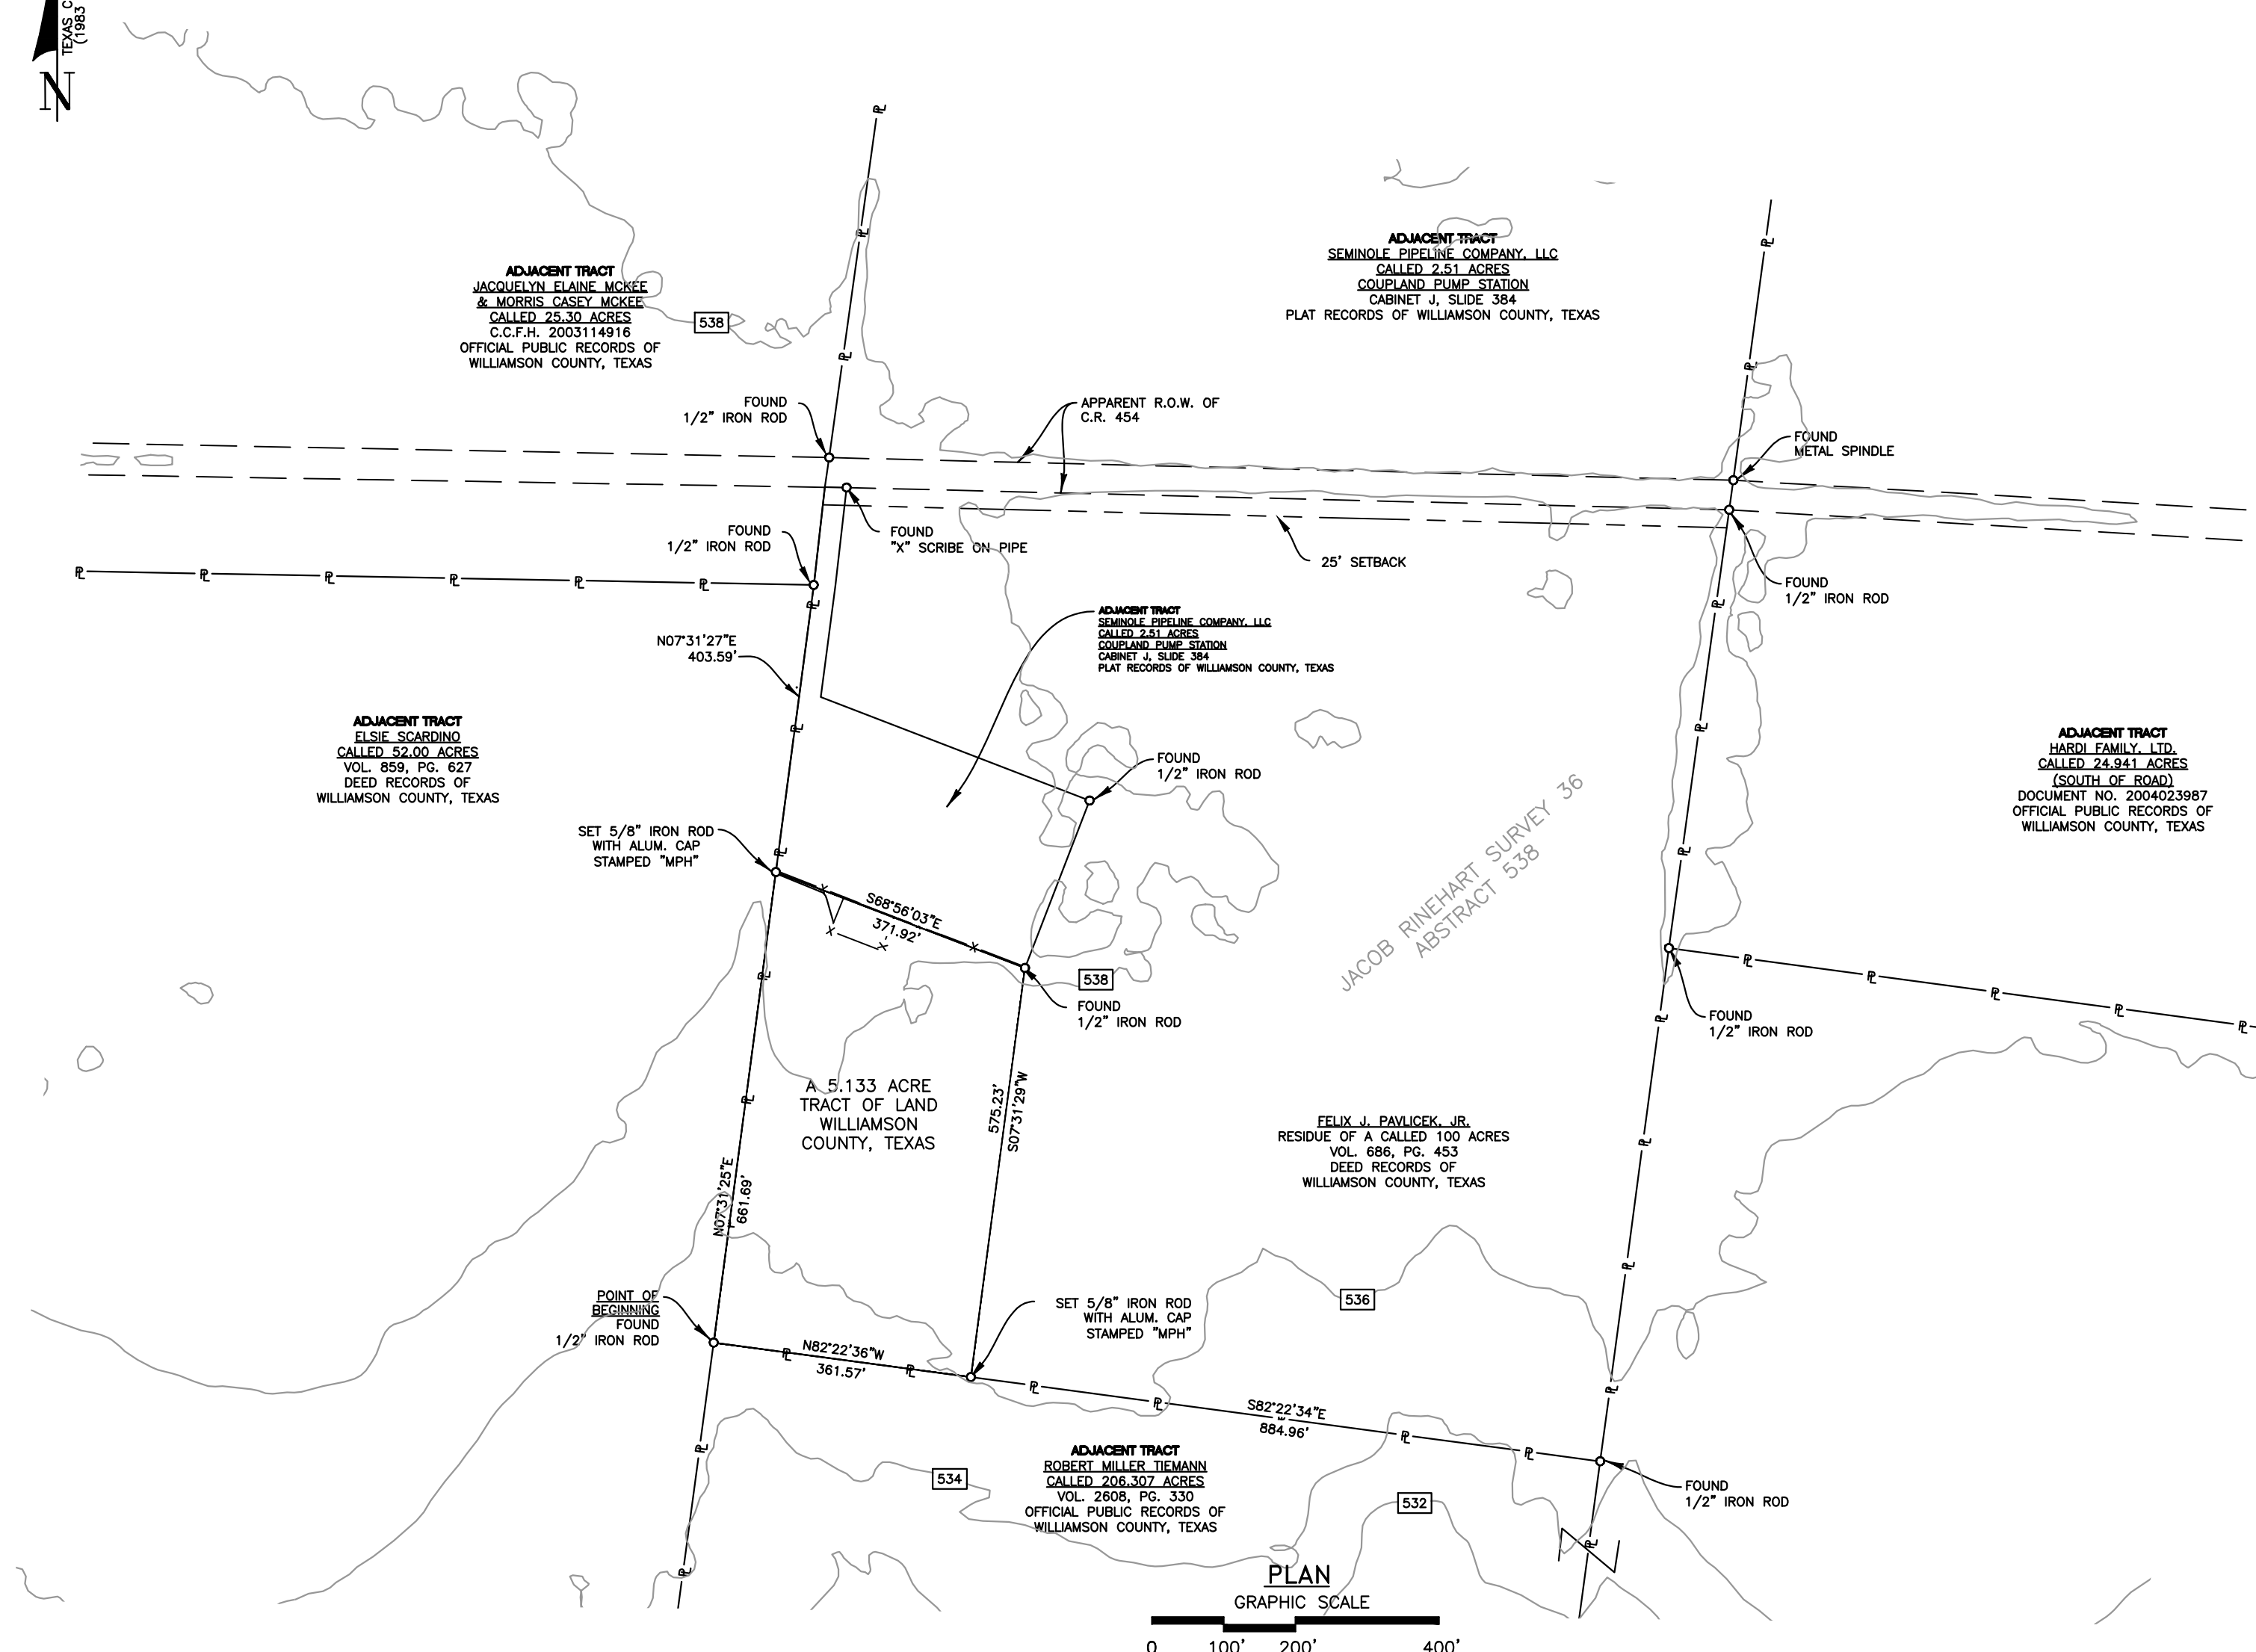 TEXAS C
(1983
N
ADJACENT TRACT
JACQUELYN ELAINE MCKEE
& MORRIS CASEY MCKEE
CALLED 25.30 ACRES
C.C.F.H. 2003114916
OFFICIAL PUBLIC RECORDS OF
WILLIAMSON COUNTY, TEXAS
538
ADJACENT TRACT
SEMINOLE PIPELINE COMPANY, LLC
CALLED 2.51 ACRES
COUPLAND PUMP STATION
CABINET J, SLIDE 384
PLAT RECORDS OF WILLIAMSON COUNTY, TEXAS
FOUND
1/2" IRON ROD
APPARENT R.O.W. OF
C.R. 454
FOUND
METAL SPINDLE
FOUND
1/2" IRON ROD
FOUND
"X" SCRIBE ON PIPE
25' SETBACK
FOUND
1/2" IRON ROD
N07°31'27"E
403.59'
ADJACENT TRACT
SEMINOLE PIPELINE COMPANY, LLC
CALLED 2.51 ACRES
COUPLAND PUMP STATION
CABINET J, SLIDE 384
PLAT RECORDS OF WILLIAMSON COUNTY, TEXAS
ADJACENT TRACT
ELSIE SCARDINO
CALLED 52.00 ACRES
VOL. 859, PG. 627
DEED RECORDS OF
WILLIAMSON COUNTY, TEXAS
FOUND
1/2" IRON ROD
ADJACENT TRACT
HARDI FAMILY, LTD.
CALLED 24.941 ACRES
(SOUTH OF ROAD)
DOCUMENT NO. 2004023987
OFFICIAL PUBLIC RECORDS OF
WILLIAMSON COUNTY, TEXAS
JACOB RINEHART SURVEY 36
ABSTRACT 538
SET 5/8" IRON ROD
WITH ALUM. CAP
STAMPED "MPH"
S68°56'03"E
371.92'
538
FOUND
1/2" IRON ROD
FOUND
1/2" IRON ROD
A 5.133 ACRE
TRACT OF LAND
WILLIAMSON
COUNTY, TEXAS
575.23'
S07°31'29"W
FELIX J. PAVLICEK, JR.
RESIDUE OF A CALLED 100 ACRES
VOL. 686, PG. 453
DEED RECORDS OF
WILLIAMSON COUNTY, TEXAS
N07°31'25"E
661.69'
POINT OF
BEGINNING
FOUND
1/2" IRON ROD
SET 5/8" IRON ROD
WITH ALUM. CAP
STAMPED "MPH"
536
N82°22'36"W
361.57'
S82°22'34"E
884.96'
ADJACENT TRACT
ROBERT MILLER TIEMANN
CALLED 206.307 ACRES
VOL. 2608, PG. 330
OFFICIAL PUBLIC RECORDS OF
WILLIAMSON COUNTY, TEXAS
534
532
FOUND
1/2" IRON ROD
PLAN
GRAPHIC SCALE
0 100' 200' 400'